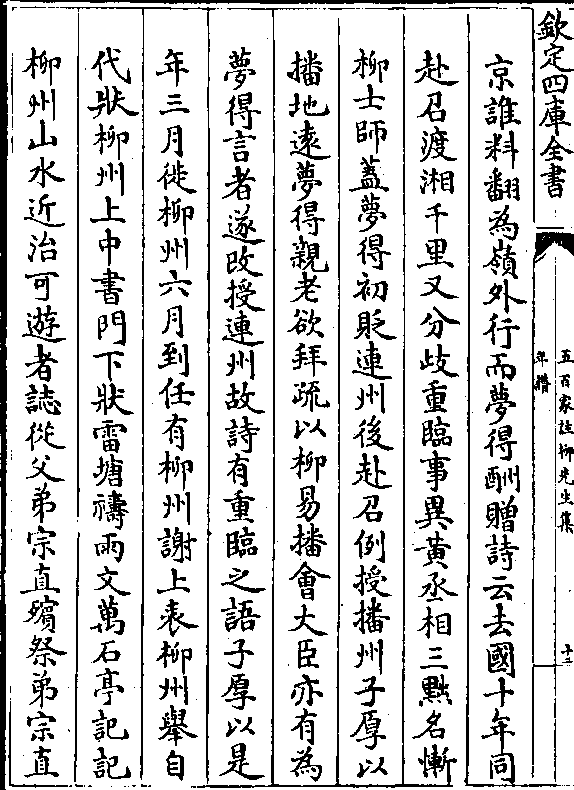 欽定四庫全書
五百家註柳先生集
年譜
十二
京誰料翻為嶺外行而夢得酬贈詩云去國十年同
赴召渡湘千里又分歧重臨事異黃丞相三黜名慚
柳士師蓋夢得初貶連州後赴召例授播州子厚以
播地遠夢得親老欲拜疏以柳易播會大臣亦有為
夢得言者遂改授連州故詩有重臨之語子厚以是
年三月徙柳州六月到任有柳州謝上表柳州舉自
代狀柳州上中書門下狀雷塘禱雨文萬石亭記記
柳州山水近治可遊者誌從父弟宗直殯祭弟宗直